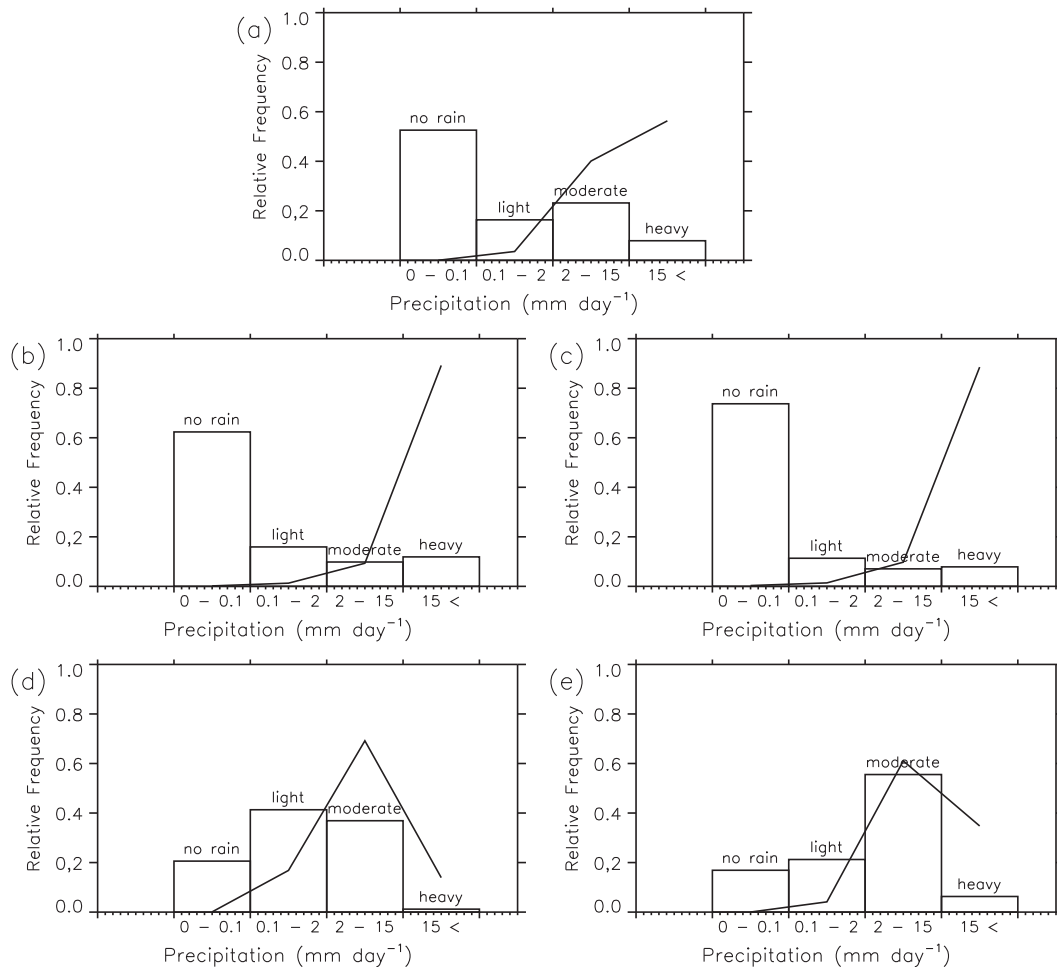 (a)
Relative Frequency
1.0
0.8
0.6
0.4
0,2
0.0
no rain
light
moderate
heavy
0 – 0.1 0.1 – 2 2 – 15 15 <
Precipitation (mm day⁻¹)
(b)
Relative Frequency
1.0
0.8
0.6
0.4
0,2
0.0
no rain
light
moderate
heavy
0 – 0.1 0.1 – 2 2 – 15 15 <
Precipitation (mm day⁻¹)
(c)
Relative Frequency
1.0
0.8
0.6
0.4
0,2
0.0
no rain
light
moderate
heavy
0 – 0.1 0.1 – 2 2 – 15 15 <
Precipitation (mm day⁻¹)
(d)
Relative Frequency
1.0
0.8
0.6
0.4
0,2
0.0
no rain
light
moderate
heavy
0 – 0.1 0.1 – 2 2 – 15 15 <
Precipitation (mm day⁻¹)
(e)
Relative Frequency
1.0
0.8
0.6
0.4
0,2
0.0
no rain
light
moderate
heavy
0 – 0.1 0.1 – 2 2 – 15 15 <
Precipitation (mm day⁻¹)